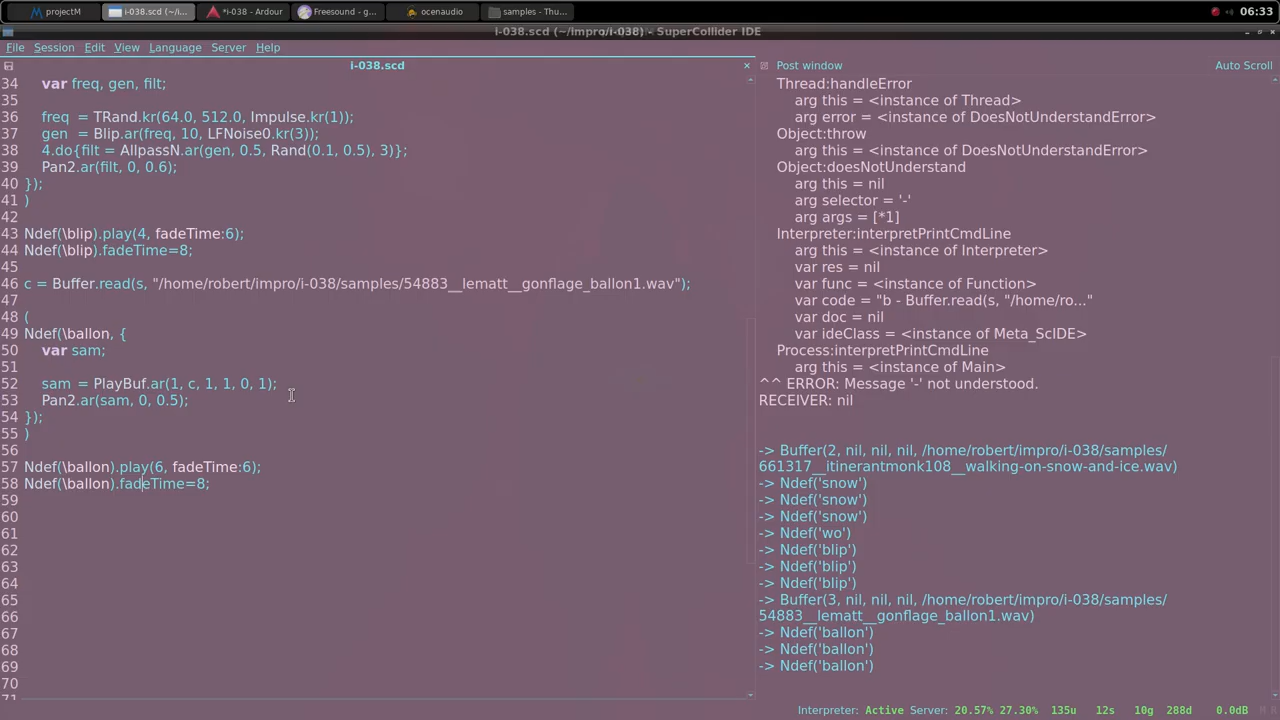 projectM
i-038.scd (~/i...
*i-038 - Ardour
Freesound - g...
ocenaudio
samples - Thu...
06:33
i-038.scd (~/impro/i-038) - SuperCollider IDE
File Session Edit View Language Server Help
i-038.scd
34 var freq, gen, filt;
35
36 freq = TRand.kr(64.0, 512.0, Impulse.kr(1));
37 gen = Blip.ar(freq, 10, LFNoise0.kr(3));
38 4.do{filt = AllpassN.ar(gen, 0.5, Rand(0.1, 0.5), 3)};
39 Pan2.ar(filt, 0, 0.6);
40 });
41 )
42
43 Ndef(\blip).play(4, fadeTime:6);
44 Ndef(\blip).fadeTime=8;
45
46 c = Buffer.read(s, "/home/robert/impro/i-038/samples/54883__lematt__gonflage_ballon1.wav");
47
48 (
49 Ndef(\ballon, {
50 var sam;
51
52 sam = PlayBuf.ar(1, c, 1, 1, 0, 1);
53 Pan2.ar(sam, 0, 0.5);
54 });
55 )
56
57 Ndef(\ballon).play(6, fadeTime:6);
58 Ndef(\ballon).fadeTime=8;
59
60
61
62
63
64
65
66
67
68
69
70
71
Post window
Auto Scroll
Thread:handleError
arg this = <instance of Thread>
arg error = <instance of DoesNotUnderstandError>
Object:throw
arg this = <instance of DoesNotUnderstandError>
Object:doesNotUnderstand
arg this = nil
arg selector = '-'
arg args = [*1]
Interpreter:interpretPrintCmdLine
arg this = <instance of Interpreter>
var res = nil
var func = <instance of Function>
var code = "b - Buffer.read(s, "/home/ro..."
var doc = nil
var ideClass = <instance of Meta_ScIDE>
Process:interpretPrintCmdLine
arg this = <instance of Main>
^^ ERROR: Message '-' not understood.
RECEIVER: nil
-> Buffer(2, nil, nil, nil, /home/robert/impro/i-038/samples/
661317__itinerantmonk108__walking-on-snow-and-ice.wav)
-> Ndef('snow')
-> Ndef('snow')
-> Ndef('snow')
-> Ndef('wo')
-> Ndef('blip')
-> Ndef('blip')
-> Ndef('blip')
-> Buffer(3, nil, nil, nil, /home/robert/impro/i-038/samples/
54883__lematt__gonflage_ballon1.wav)
-> Ndef('ballon')
-> Ndef('ballon')
-> Ndef('ballon')
Interpreter: Active Server: 20.57% 27.30% 135u 12s 10g 288d 0.0dB